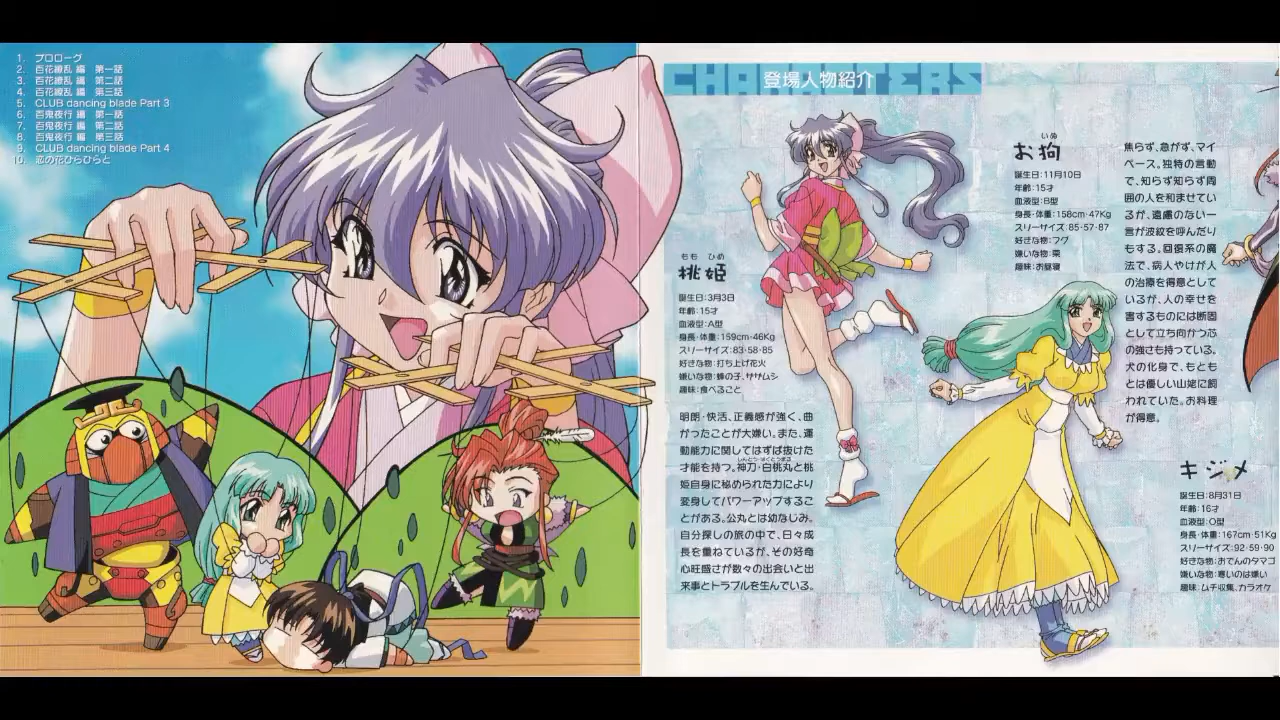 1. プロローグ
2. 百花繚乱 編 第一話
3. 百花繚乱 編 第二話
4. 百花繚乱 編 第三話
5. CLUB dancing blade Part 3
6. 百鬼夜行 編 第一話
7. 百鬼夜行 編 第二話
8. 百鬼夜行 編 第三話
9. CLUB dancing blade Part 4
10. 恋の花ひらひらと
CHARACTERS
登場人物紹介
もも ひめ
桃姫
誕生日:3月3日
年齢:15才
血液型:A型
身長・体重:159cm・46Kg
スリーサイズ:83・58・85
好きな物:打ち上げ花火
嫌いな物:蜂の子、ササムシ
趣味:食べること
明朗・快活、正義感が強く、曲
がったことが大嫌い。また、運
動能力に関してはずば抜けた
才能を持つ。神刀・白桃丸と桃
姫自身に秘められた力により
変身してパワーアップするこ
とがある。公丸とは幼なじみ。
自分探しの旅の中で、日々成
長を重ねているが、その好奇
心旺盛さが数々の出会いと出
来事とトラブルを生んでいる。
いぬ
お狗
誕生日:11月10日
年齢:15才
血液型:B型
身長・体重:158cm・47Kg
スリーサイズ:85・57・87
好きな物:フグ
嫌いな物:栗
趣味:お昼寝
焦らず、急がず、マイ
ペース。独特の言動
で、知らず知らず周
囲の人を和ませてい
るが、遠慮のない一
言が波紋を呼んだり
もする。回復系の魔
法で、病人やけが人
の治療を得意として
いるが、人の幸せを
害するものには断固
として立ち向かう芯
の強さも持っている。
犬の化身で、もとも
とは優しい山姥に飼
われていた。お料理
が得意。
キジメ
誕生日:8月31日
年齢:16才
血液型:O型
身長・体重:167cm・51Kg
スリーサイズ:92・59・90
好きな物:おでんのタマゴ
嫌いな物:寒いのは嫌い
趣味:ムチ収集、カラオケ